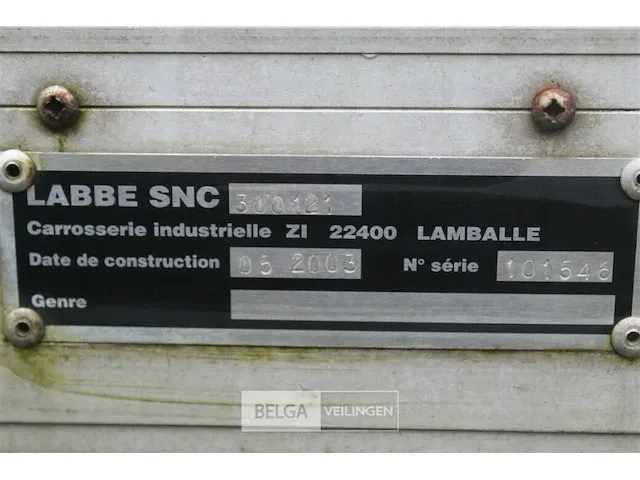 LABBE SNC 300121
Carrosserie industrielle ZI 22400 LAMBALLE
Date de construction 05 2003 N° série 101546
Genre
BELGA VEILINGEN